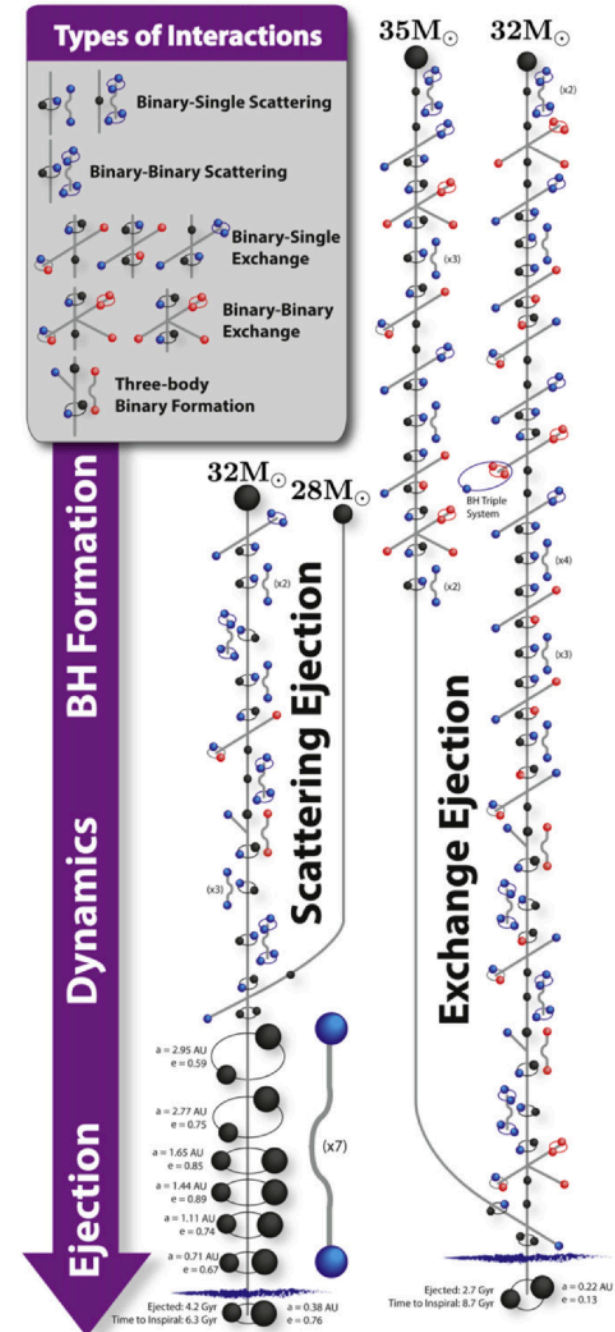 Types of Interactions
Binary-Single Scattering
Binary-Binary Scattering
Binary-Single
Exchange
Binary-Binary
Exchange
Three-body
Binary Formation
BH Formation
Dynamics
Ejection
32M☉
28M☉
(x2)
(x3)
Scattering Ejection
a = 2.95 AU
e = 0.59
a = 2.77 AU
e = 0.75
a = 1.65 AU
e = 0.85
a = 1.44 AU
e = 0.89
a = 1.11 AU
e = 0.74
a = 0.71 AU
e = 0.67
(x7)
Ejected: 4.2 Gyr
Time to Inspiral: 6.3 Gyr
a = 0.38 AU
e = 0.76
35M☉
32M☉
(x2)
(x3)
BH Triple
System
(x4)
(x2)
(x3)
Exchange Ejection
Ejected: 2.7 Gyr
Time to Inspiral: 8.7 Gyr
a = 0.22 AU
e = 0.13